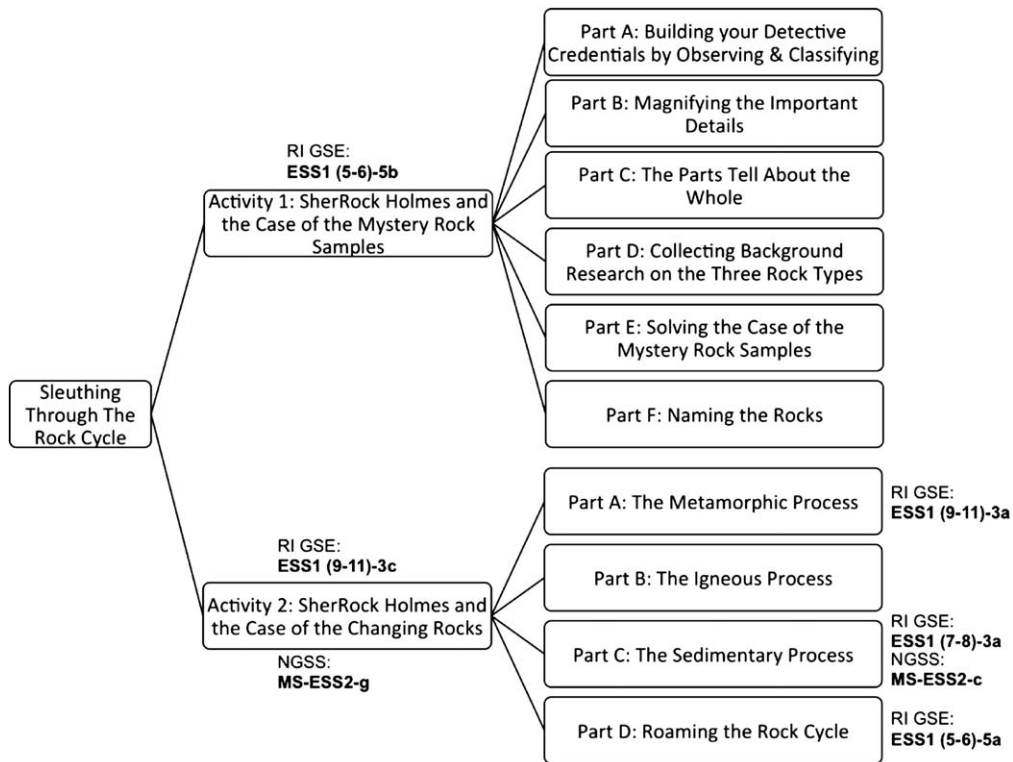 Part A: Building your Detective
Credentials by Observing & Classifying
Part B: Magnifying the Important
Details
RI GSE:
ESS1 (5-6)-5b
Activity 1: SherRock Holmes and
the Case of the Mystery Rock
Samples
Part C: The Parts Tell About the
Whole
Part D: Collecting Background
Research on the Three Rock Types
Part E: Solving the Case of the
Mystery Rock Samples
Part F: Naming the Rocks
Sleuthing
Through The
Rock Cycle
Part A: The Metamorphic Process
RI GSE:
ESS1 (9-11)-3a
RI GSE:
ESS1 (9-11)-3c
Activity 2: SherRock Holmes and
the Case of the Changing Rocks
NGSS:
MS-ESS2-g
Part B: The Igneous Process
Part C: The Sedimentary Process
RI GSE:
ESS1 (7-8)-3a
NGSS:
MS-ESS2-c
Part D: Roaming the Rock Cycle
RI GSE:
ESS1 (5-6)-5a